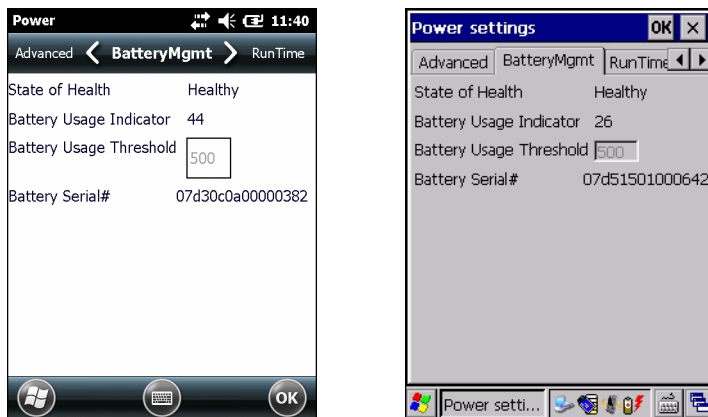 Power 11:40
Advanced BatteryMgmt RunTime
State of Health Healthy
Battery Usage Indicator 44
Battery Usage Threshold 500
Battery Serial# 07d30c0a00000382
OK
Power settings OK
Advanced BatteryMgmt RunTime
State of Health Healthy
Battery Usage Indicator 26
Battery Usage Threshold 500
Battery Serial# 07d51501000642
Power setti...